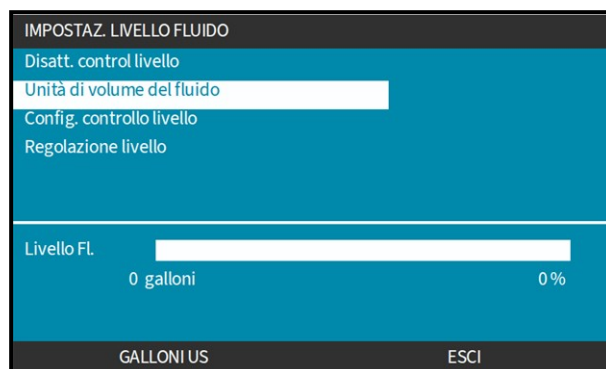 IMPOSTAZ. LIVELLO FLUIDO
Disatt. control livello
Unità di volume del fluido
Config. controllo livello
Regolazione livello
Livello Fl.
0 galloni 0 %
GALLONI US ESCI